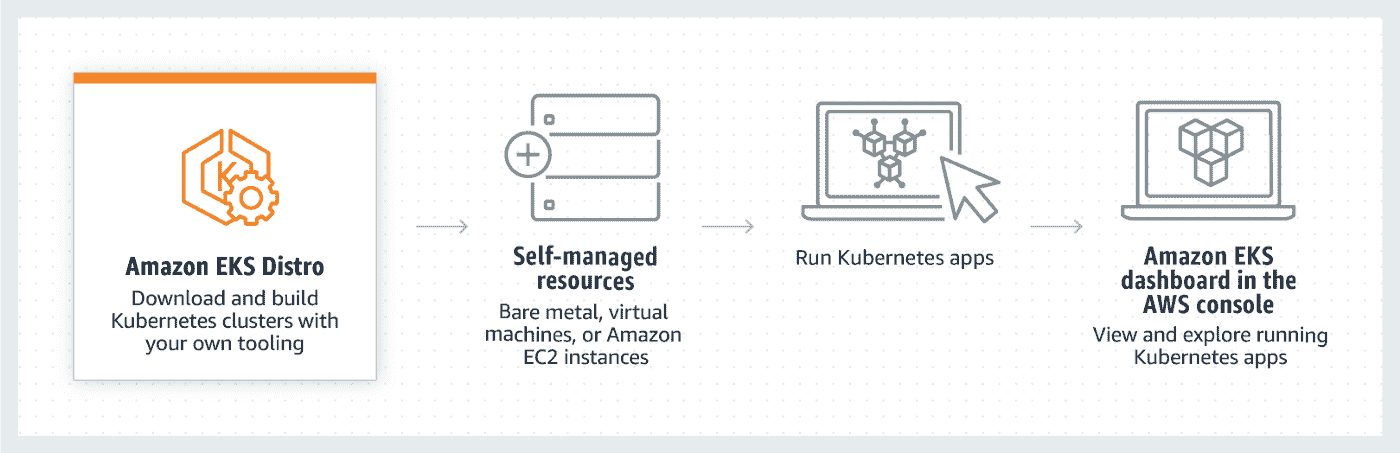 K
Amazon EKS Distro
Download and build
Kubernetes clusters with
your own tooling
Self-managed
resources
Bare metal, virtual
machines, or Amazon
EC2 instances
Run Kubernetes apps
Amazon EKS
dashboard in the
AWS console
View and explore running
Kubernetes apps